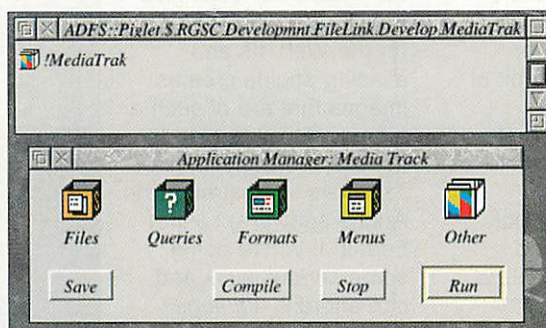 ADFS::Piglet.$.RGSC.Developmnt.FileLink.Develop.MediaTrak
!MediaTrak
Application Manager: Media Track
Files Queries Formats Menus Other
Save Compile Stop Run